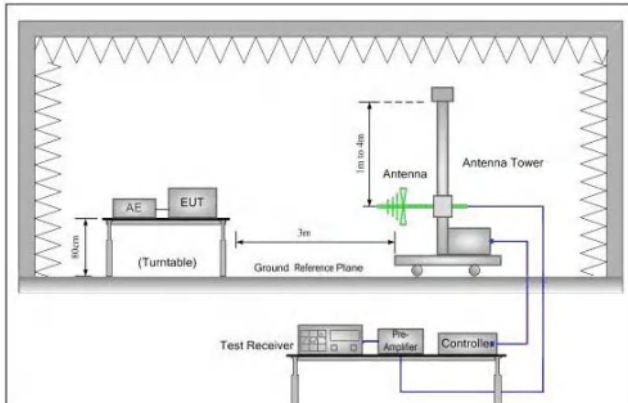 1m to 4m
Antenna
Antenna Tower
AE
EUT
80cm
(Turntable)
3m
Ground Reference Plane
Test Receiver
Pre-
Amplifier
Controller